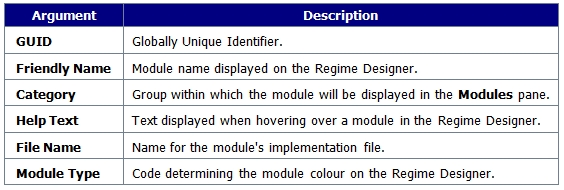 Argument Description
GUID Globally Unique Identifier.
Friendly Name Module name displayed on the Regime Designer.
Category Group within which the module will be displayed in the Modules pane.
Help Text Text displayed when hovering over a module in the Regime Designer.
File Name Name for the module's implementation file.
Module Type Code determining the module colour on the Regime Designer.